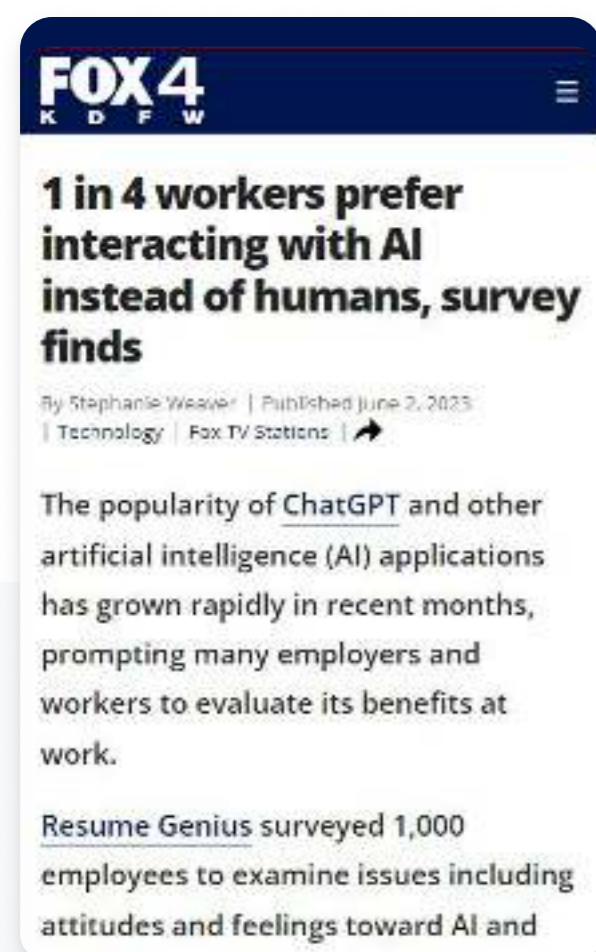 FOX 4
K D F W
1 in 4 workers prefer
interacting with AI
instead of humans, survey
finds
By Stephanie Weaver | Published June 2, 2023
| Technology | Fox TV Stations |
The popularity of ChatGPT and other
artificial intelligence (AI) applications
has grown rapidly in recent months,
prompting many employers and
workers to evaluate its benefits at
work.
Resume Genius surveyed 1,000
employees to examine issues including
attitudes and feelings toward AI and